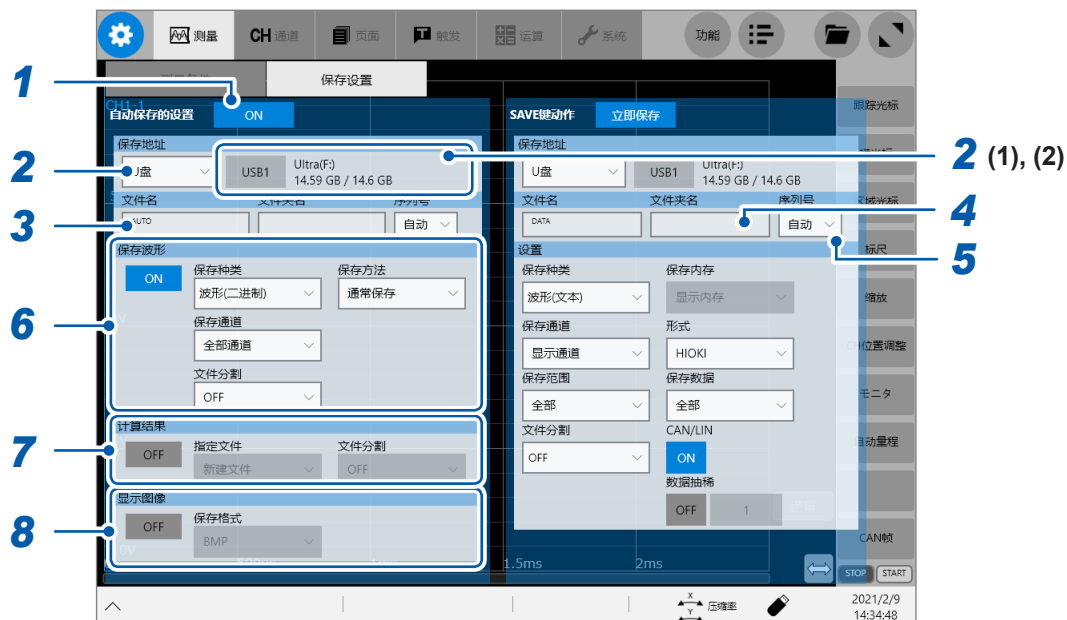 测量 CH 通道 页面 触发 运算 系统 功能
1
保存设置
CH1-1
自动保存的设置 ON
SAVE键动作 立即保存
跟踪光标
保存地址
保存地址
2
U盘 USB1 Ultra(F:)
14.59 GB / 14.6 GB
U盘 USB1 Ultra(F:)
14.59 GB / 14.6 GB
2 (1), (2)
文件名 文件夹名 序列号
文件名 文件夹名 序列号
区域光标
3
AUTO 自动
DATA 自动
4
5
保存波形
设置
标尺
ON
保存种类 保存方法
波形(二进制) 通常保存
保存种类 保存内存
波形(文本) 显示内存
缩放
6
保存通道
全部通道
保存通道 形式
显示通道 HIOKI
CH位置调整
文件分割
OFF
保存范围 保存数据
全部 全部
モニタ
计算结果
7
OFF
指定文件 文件分割
新建文件 OFF
文件分割 CAN/LIN
OFF ON
自动量程
数据抽稀
OFF 1
显示图像
8
OFF
保存格式
BMP
CAN帧
0V
1.5ms 2ms
STOP START
X
Y
压缩率
2021/2/9
14:34:48